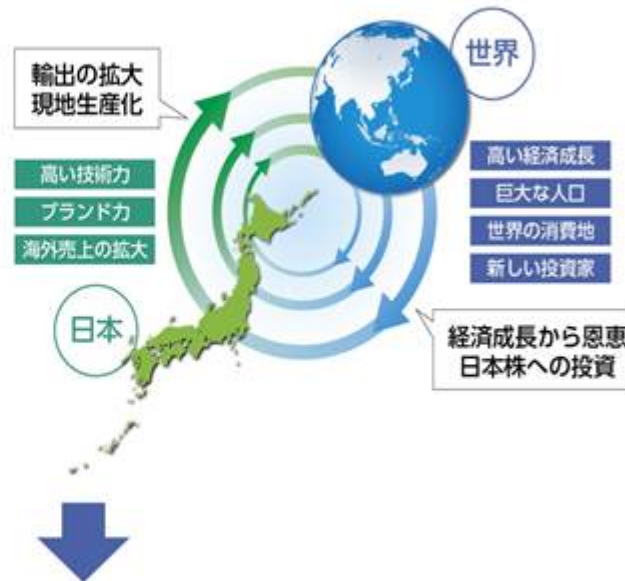 世界
輸出の拡大
現地生産化
高い技術力
ブランド力
海外売上の拡大
高い経済成長
巨大な人口
世界の消費地
新しい投資家
日本
経済成長から恩恵
日本株への投資